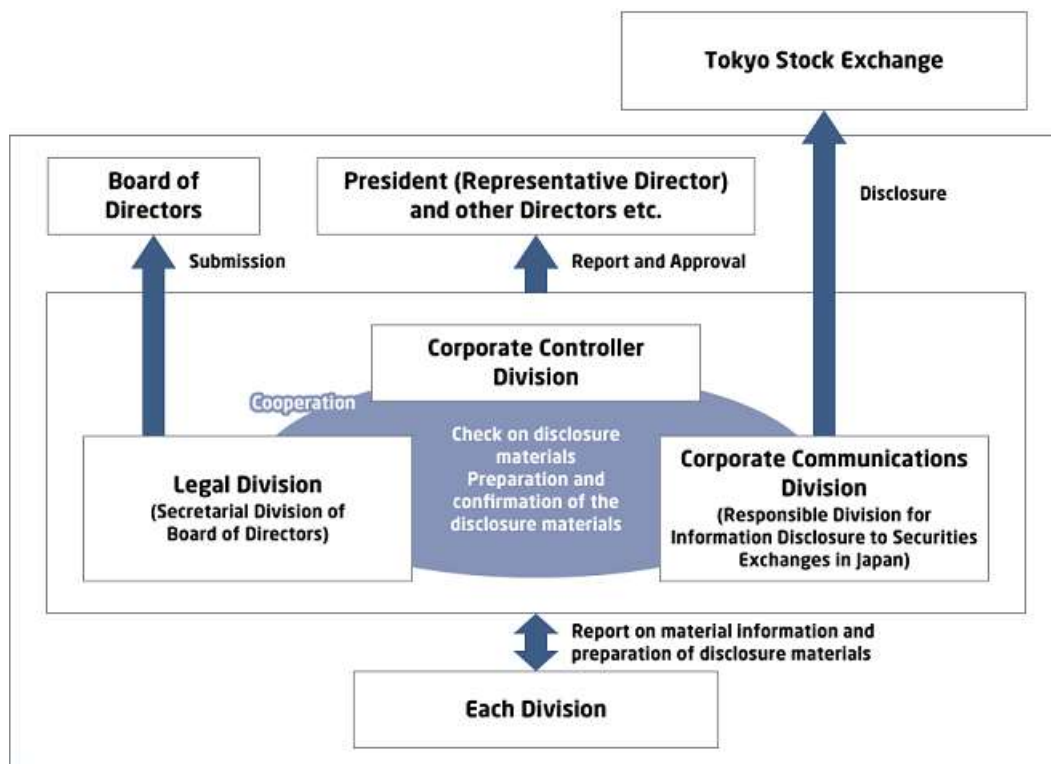 Tokyo Stock Exchange
Board of
Directors
President (Representative Director)
and other Directors etc.
Disclosure
Submission
Report and Approval
Corporate Controller
Division
Cooperation
Check on disclosure
materials
Preparation and
confirmation of the
disclosure materials
Legal Division
(Secretarial Division of
Board of Directors)
Corporate Communications
Division
(Responsible Division for
Information Disclosure to Securities
Exchanges in Japan)
Report on material information and
preparation of disclosure materials
Each Division